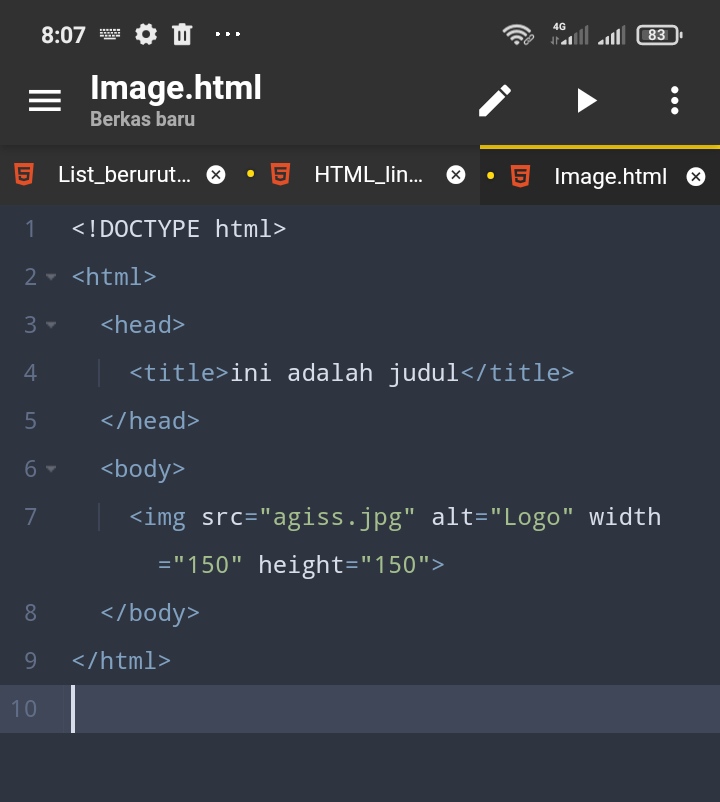 8:07 4G 83
Image.html
Berkas baru
List_berurut... HTML_lin... Image.html
1 <!DOCTYPE html>
2 <html>
3 <head>
4 <title>ini adalah judul</title>
5 </head>
6 <body>
7 <img src="agiss.jpg" alt="Logo" width
="150" height="150">
8 </body>
9 </html>
10